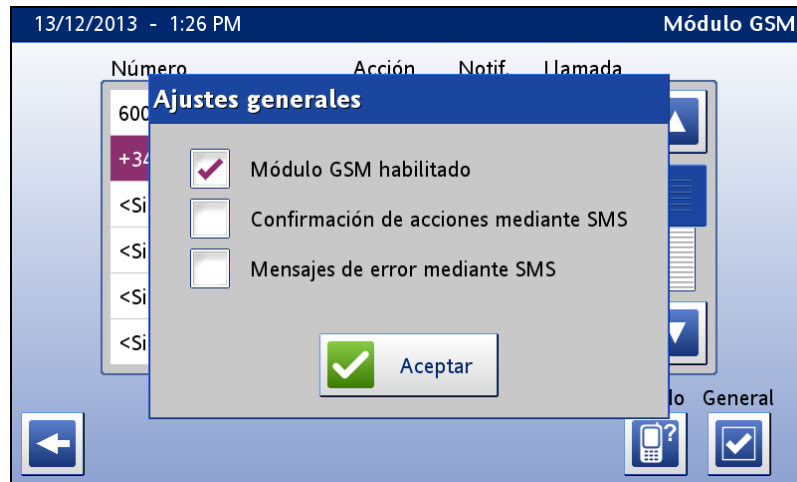 13/12/2013 - 1:26 PM Módulo GSM
Número Acción Notif. Llamada
Ajustes generales
600
+34
Módulo GSM habilitado
<Si
Confirmación de acciones mediante SMS
<Si
Mensajes de error mediante SMS
<Si
<Si
Aceptar
General